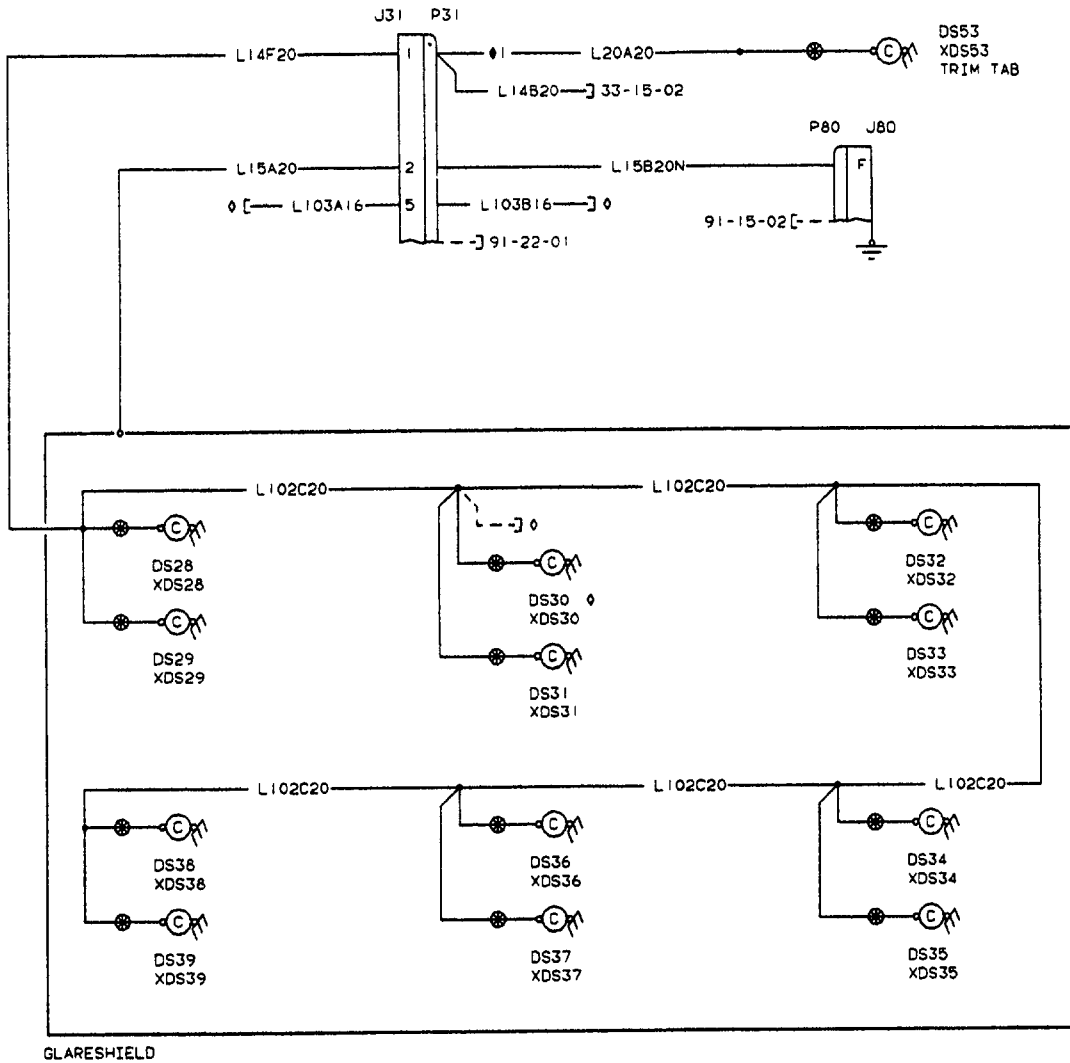 J31 P31
L14F20 1 ◊1 L20A20
DS53
XDS53
TRIM TAB
L14B20 33-15-02
P80 J80
L15A20 2 L15B20N F
◊ L103A16 5 L103B16 ◊
91-15-02
91-22-01
L102C20 L102C20
◊
C C C
DS28
XDS28
DS30 ◊
XDS30
DS32
XDS32
C C C
DS29
XDS29
DS31
XDS31
DS33
XDS33
L102C20 L102C20 L102C20
C C C
DS38
XDS38
DS36
XDS36
DS34
XDS34
C C C
DS39
XDS39
DS37
XDS37
DS35
XDS35
GLARESHIELD